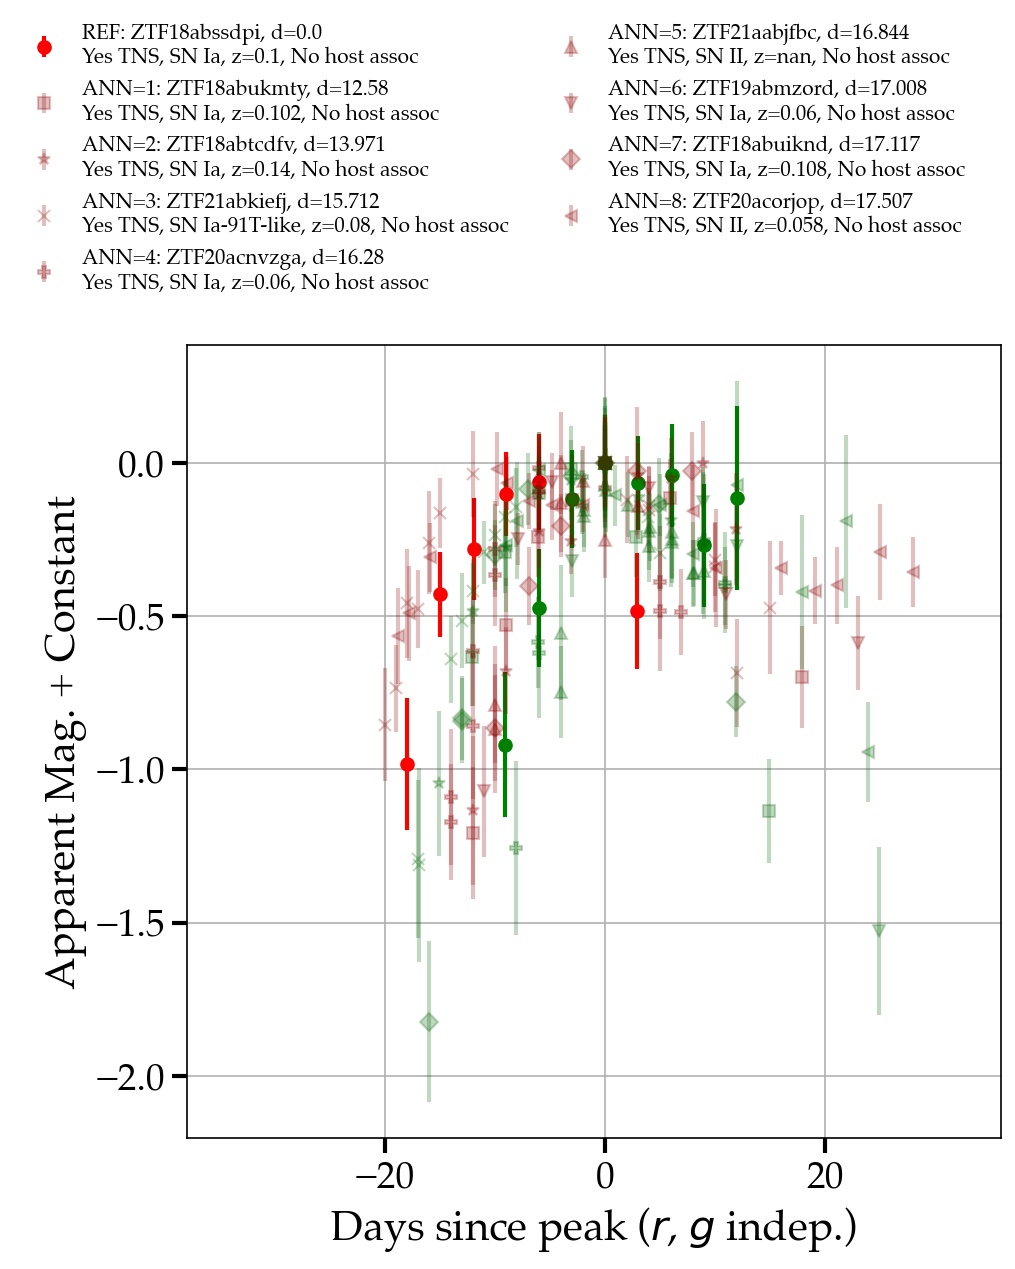 REF: ZTF18abssdpi, d=0.0
Yes TNS, SN Ia, z=0.1, No host assoc
ANN=1: ZTF18abukmty, d=12.58
Yes TNS, SN Ia, z=0.102, No host assoc
ANN=2: ZTF18abtcdfv, d=13.971
Yes TNS, SN Ia, z=0.14, No host assoc
ANN=3: ZTF21abkiefj, d=15.712
Yes TNS, SN Ia-91T-like, z=0.08, No host assoc
ANN=4: ZTF20acnvzga, d=16.28
Yes TNS, SN Ia, z=0.06, No host assoc
ANN=5: ZTF21aabjfbc, d=16.844
Yes TNS, SN II, z=nan, No host assoc
ANN=6: ZTF19abmzord, d=17.008
Yes TNS, SN Ia, z=0.06, No host assoc
ANN=7: ZTF18abuiknd, d=17.117
Yes TNS, SN Ia, z=0.108, No host assoc
ANN=8: ZTF20acorjop, d=17.507
Yes TNS, SN II, z=0.058, No host assoc
Apparent Mag. + Constant
0.0
−0.5
−1.0
−1.5
−2.0
−20
0
20
Days since peak (r, g indep.)